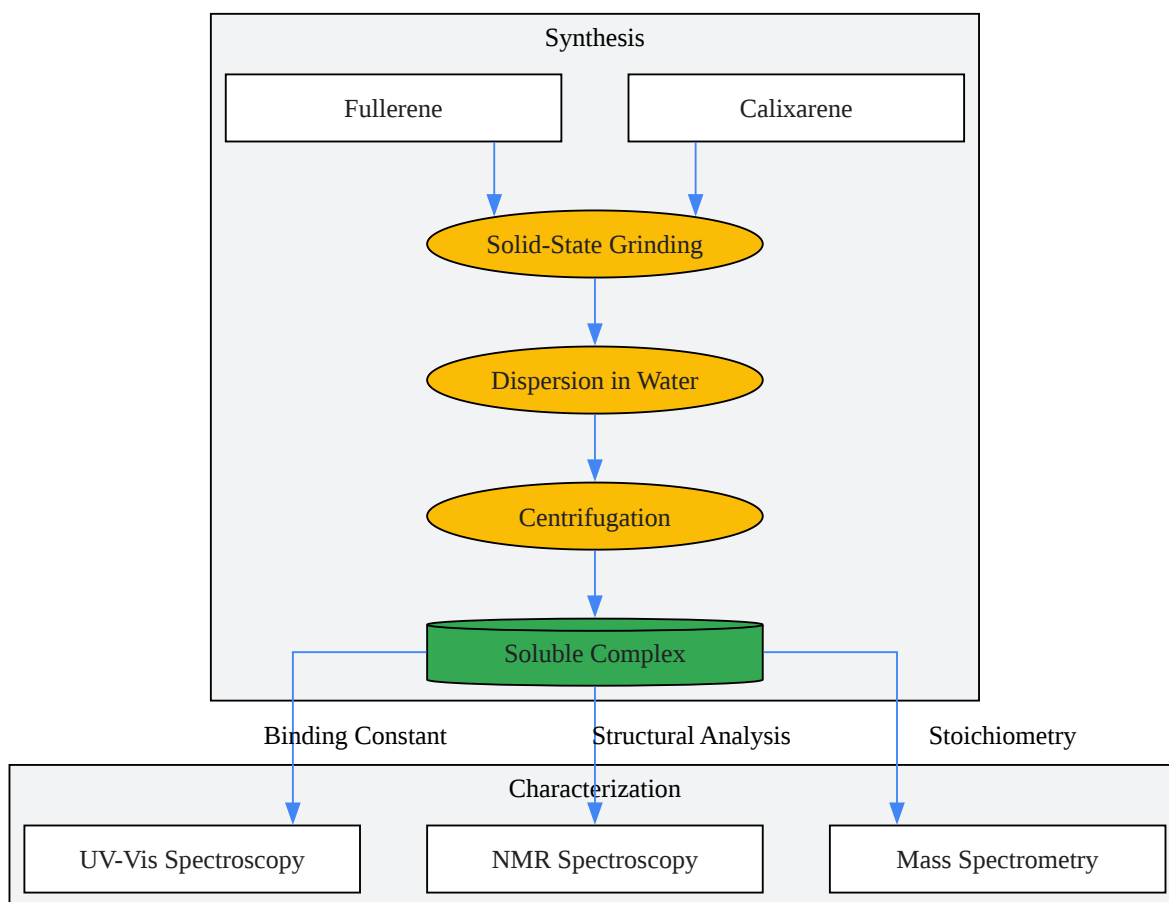 Synthesis
Fullerene
Calixarene
Solid-State Grinding
Dispersion in Water
Centrifugation
Soluble Complex
Binding Constant
Structural Analysis
Stoichiometry
Characterization
UV-Vis Spectroscopy
NMR Spectroscopy
Mass Spectrometry